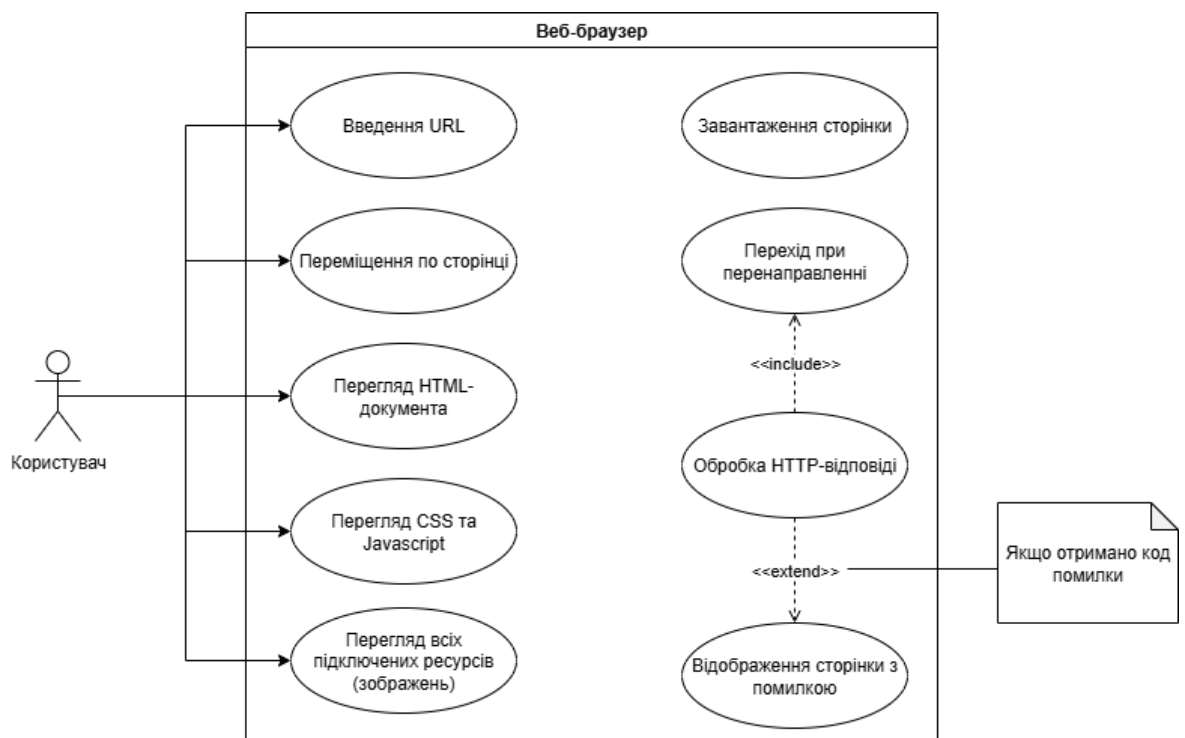 Веб-браузер
Введення URL
Завантаження сторінки
Переміщення по сторінці
Перехід при
перенаправленні
<<include>>
Користувач
Перегляд HTML-
документа
Обробка HTTP-відповіді
Перегляд CSS та
Javascript
<<extend>>
Якщо отримано код
помилки
Перегляд всіх
підключених ресурсів
(зображень)
Відображення сторінки з
помилкою